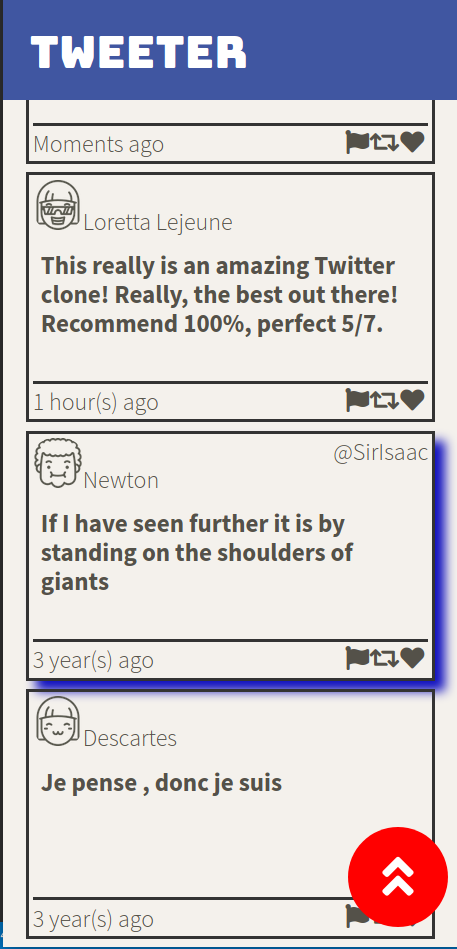 TWEETER
Moments ago
Loretta Lejeune
This really is an amazing Twitter
clone! Really, the best out there!
Recommend 100%, perfect 5/7.
1 hour(s) ago
@SirIsaac
Newton
If I have seen further it is by
standing on the shoulders of
giants
3 year(s) ago
Descartes
Je pense , donc je suis
3 year(s) ago